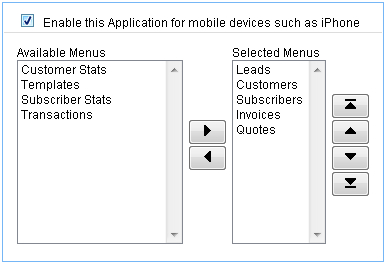 Enable this Application for mobile devices such as iPhone
Available Menus
Customer Stats
Templates
Subscriber Stats
Transactions
Selected Menus
Leads
Customers
Subscribers
Invoices
Quotes